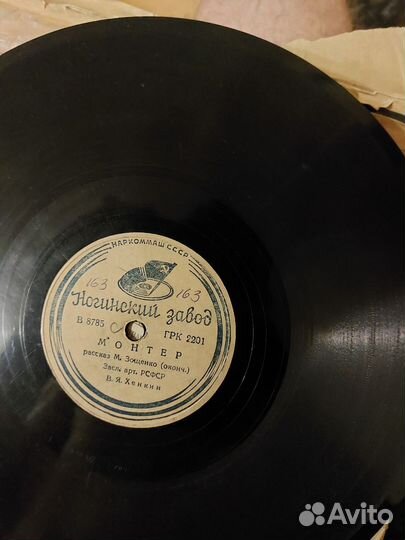 НАРКОММАШ СССР
163 163
Ногинский завод
В 8785 ГРК 2201
МОНТЕР
рассказ М. Зощенко (оконч.)
Засл. арт. РСФСР
В. Я. Хенкин
Avito